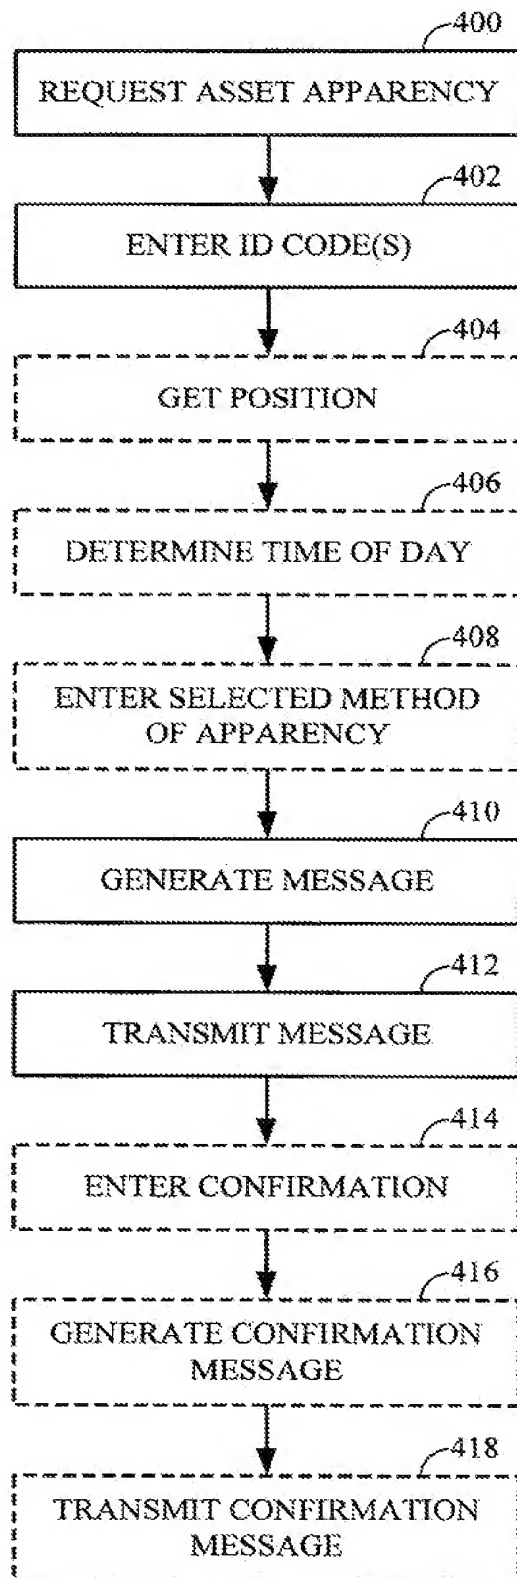 400
REQUEST ASSET APPARENCY
402
ENTER ID CODE(S)
404
GET POSITION
406
DETERMINE TIME OF DAY
408
ENTER SELECTED METHOD
OF APPARENCY
410
GENERATE MESSAGE
412
TRANSMIT MESSAGE
414
ENTER CONFIRMATION
416
GENERATE CONFIRMATION
MESSAGE
418
TRANSMIT CONFIRMATION
MESSAGE